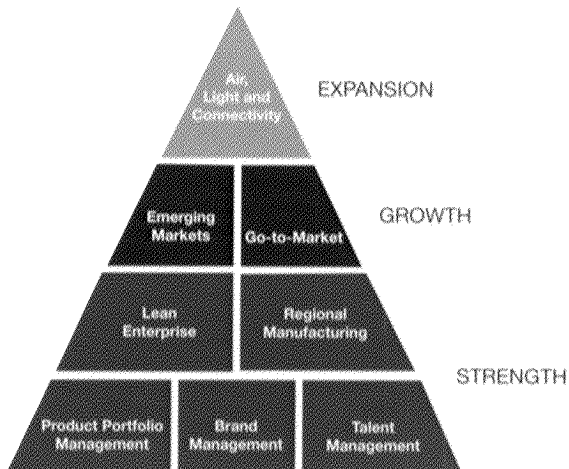 Air,
Light and
Connectivity
EXPANSION
Emerging
Markets
Go-to-Market
GROWTH
Lean
Enterprise
Regional
Manufacturing
STRENGTH
Product Portfolio
Management
Brand
Management
Talent
Management